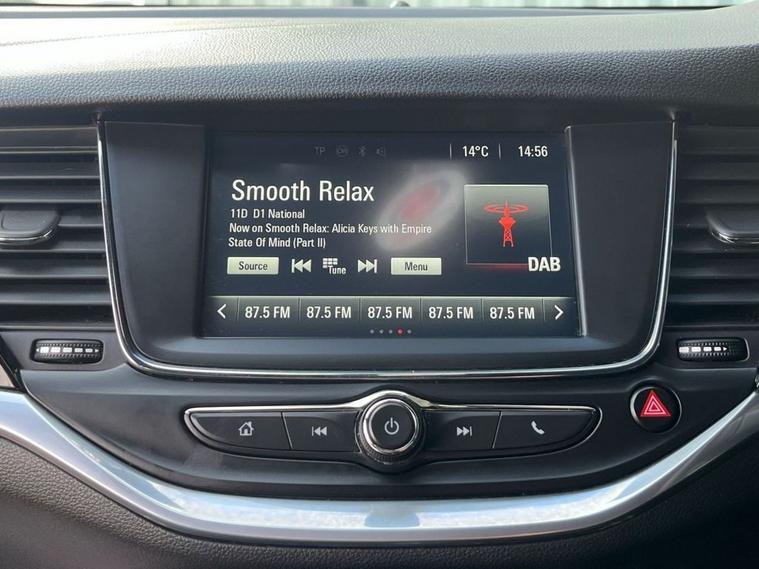 TP
14°C
14:56
Smooth Relax
11D D1 National
Now on Smooth Relax: Alicia Keys with Empire
State Of Mind (Part II)
Source
Tune
Menu
DAB
87.5 FM
87.5 FM
87.5 FM
87.5 FM
87.5 FM